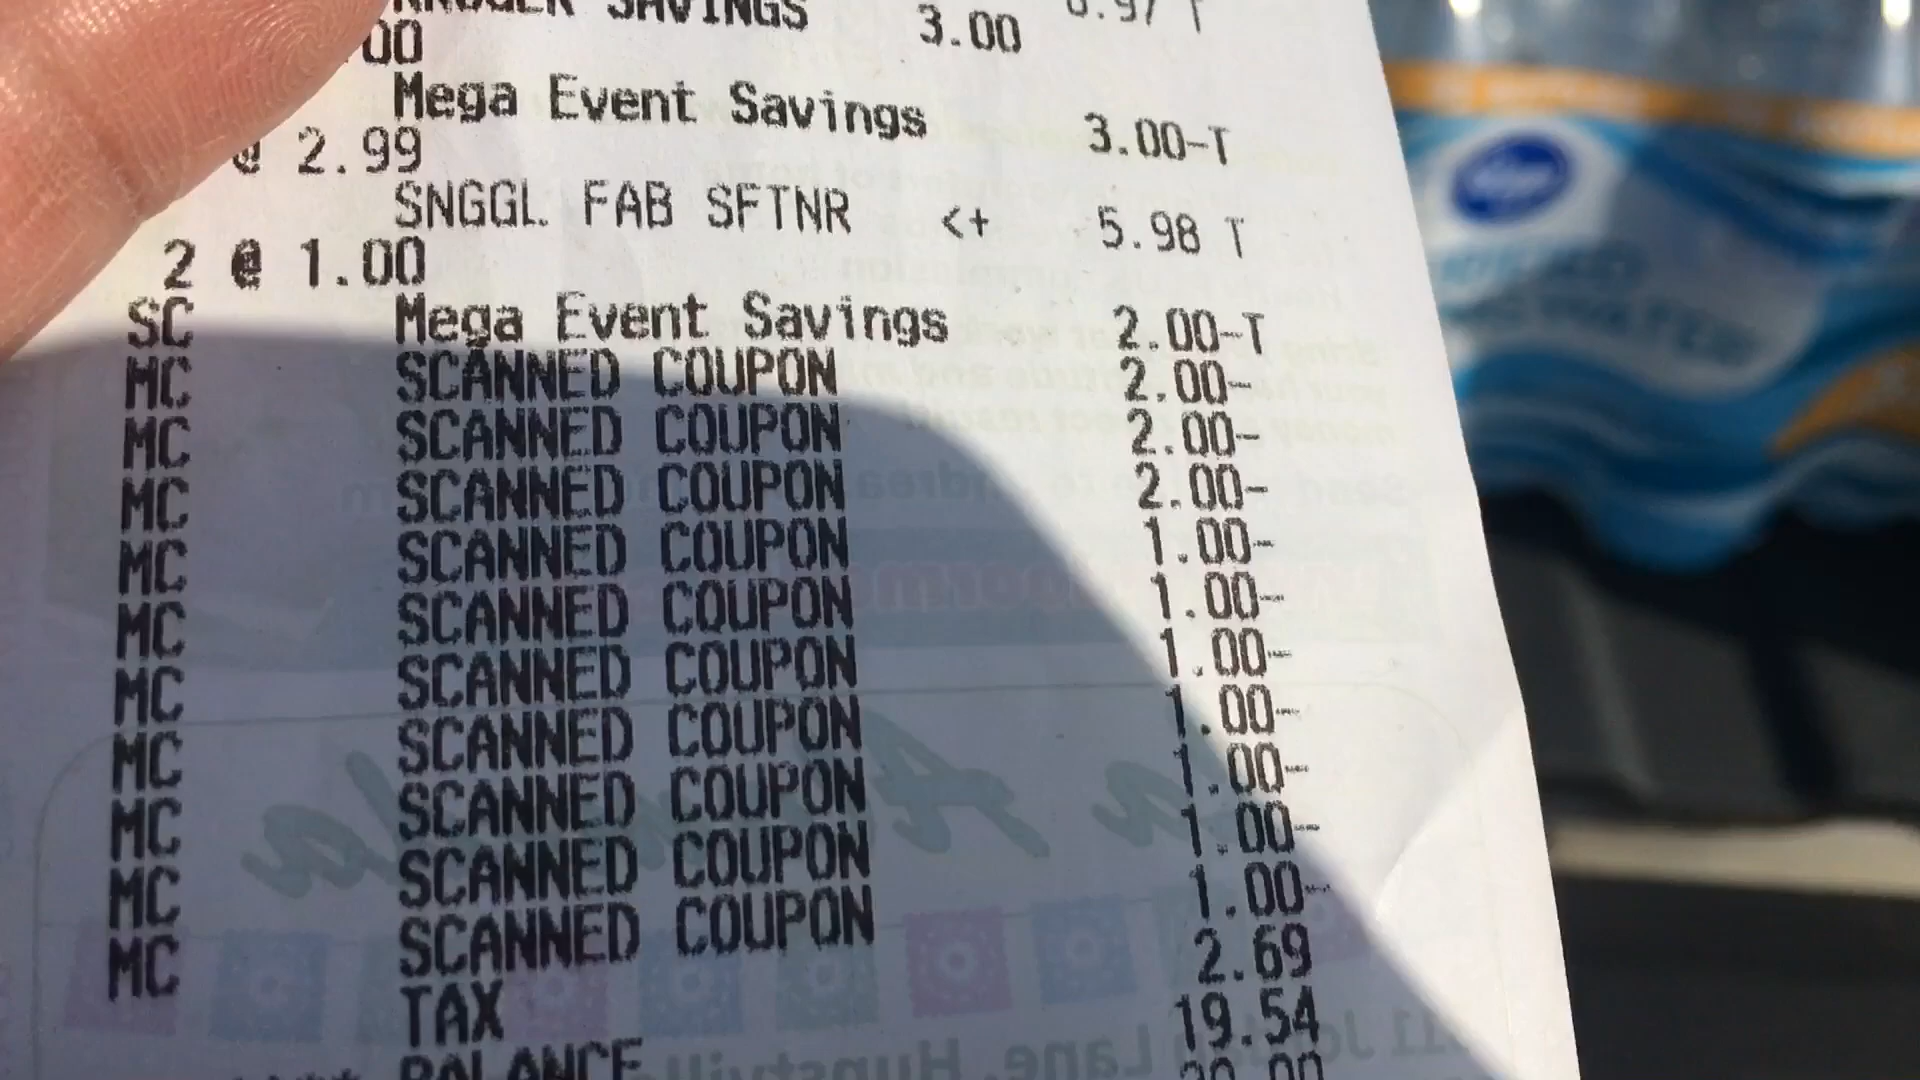 KROGER SAVINGS 3.00
00
Mega Event Savings 3.00-T
@ 2.99
SNGGL FAB SFTNR <+ 5.98 T
2 @ 1.00
SC Mega Event Savings 2.00-T
MC SCANNED COUPON 2.00-
MC SCANNED COUPON 2.00-
MC SCANNED COUPON 2.00-
MC SCANNED COUPON 1.00-
MC SCANNED COUPON 1.00-
MC SCANNED COUPON 1.00-
MC SCANNED COUPON 1.00-
MC SCANNED COUPON 1.00-
MC SCANNED COUPON 1.00-
MC SCANNED COUPON 1.00-
TAX 2.69
BALANCE 19.54